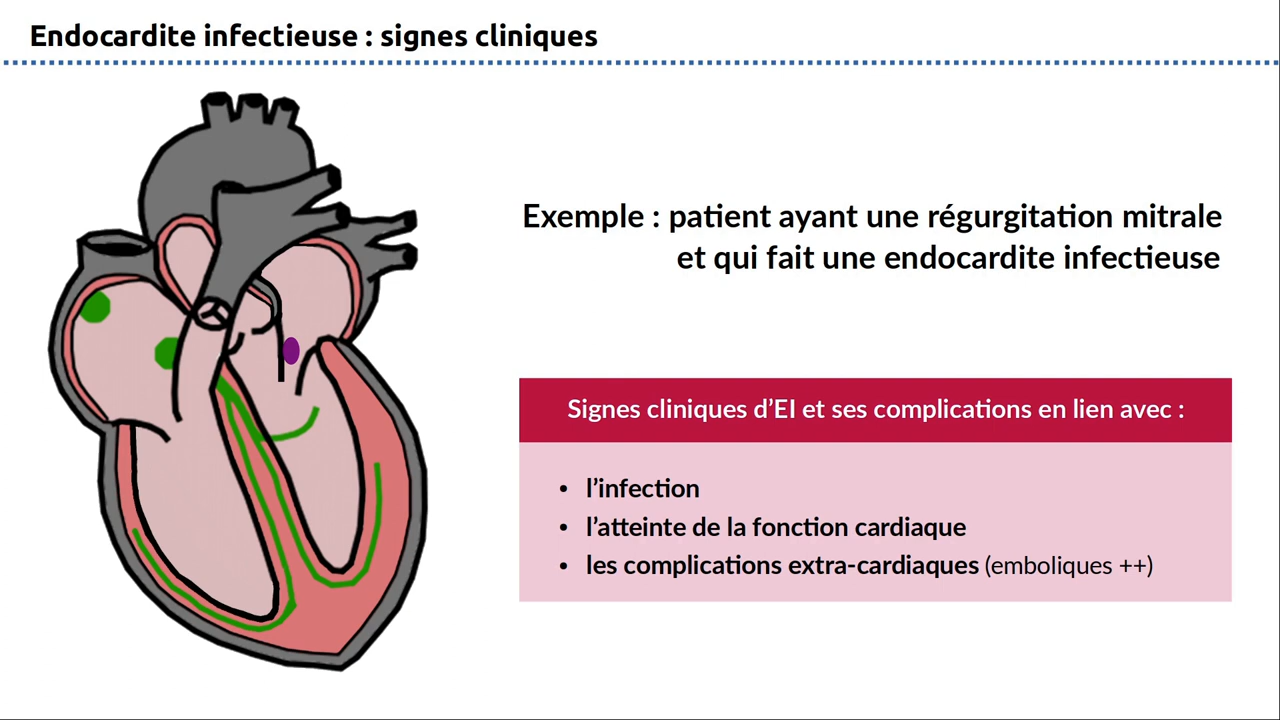 Endocardite infectieuse : signes cliniques
Exemple : patient ayant une régurgitation mitrale
et qui fait une endocardite infectieuse
Signes cliniques d’EI et ses complications en lien avec :
• l’infection
• l’atteinte de la fonction cardiaque
• les complications extra-cardiaques (emboliques ++)